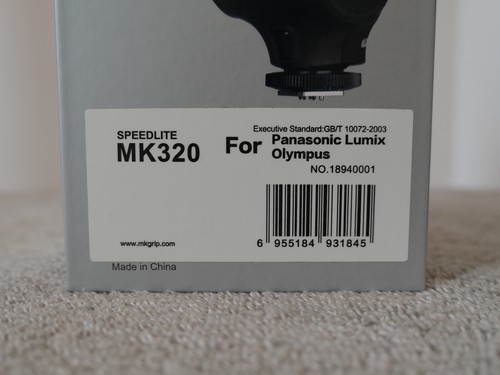 Executive Standard:GB/T 10072-2003
SPEEDLITE
MK320
For Panasonic Lumix
Olympus
NO.18940001
6 955184 931845
www.mkgrip.com
Made in China